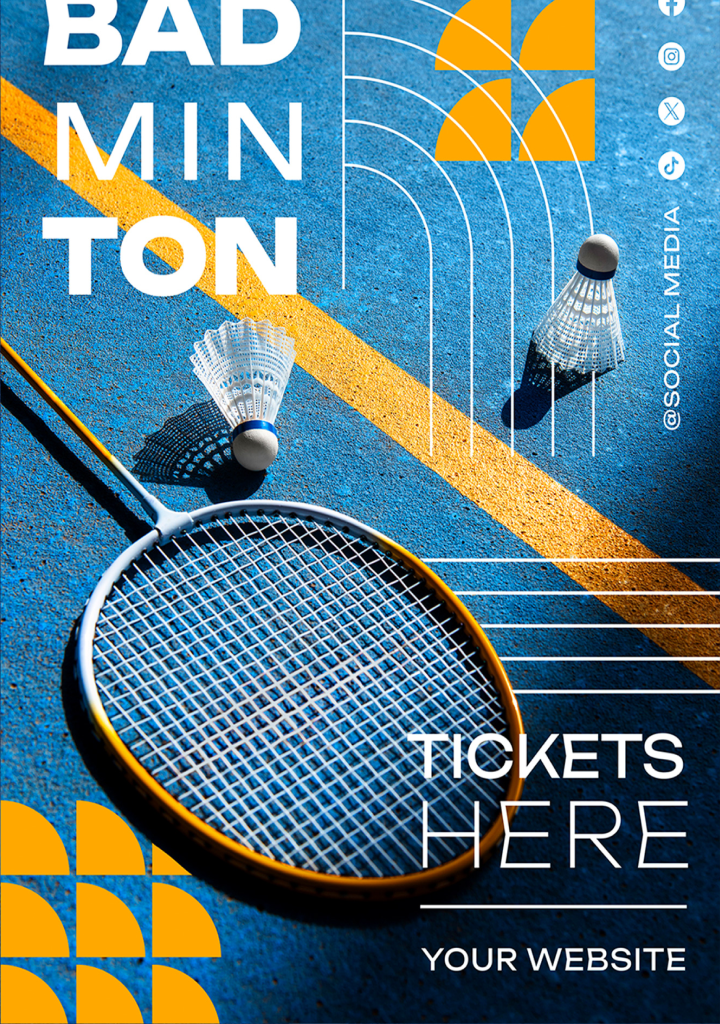 BAD
MIN
TON
@SOCIAL MEDIA
TICKETS
HERE
YOUR WEBSITE